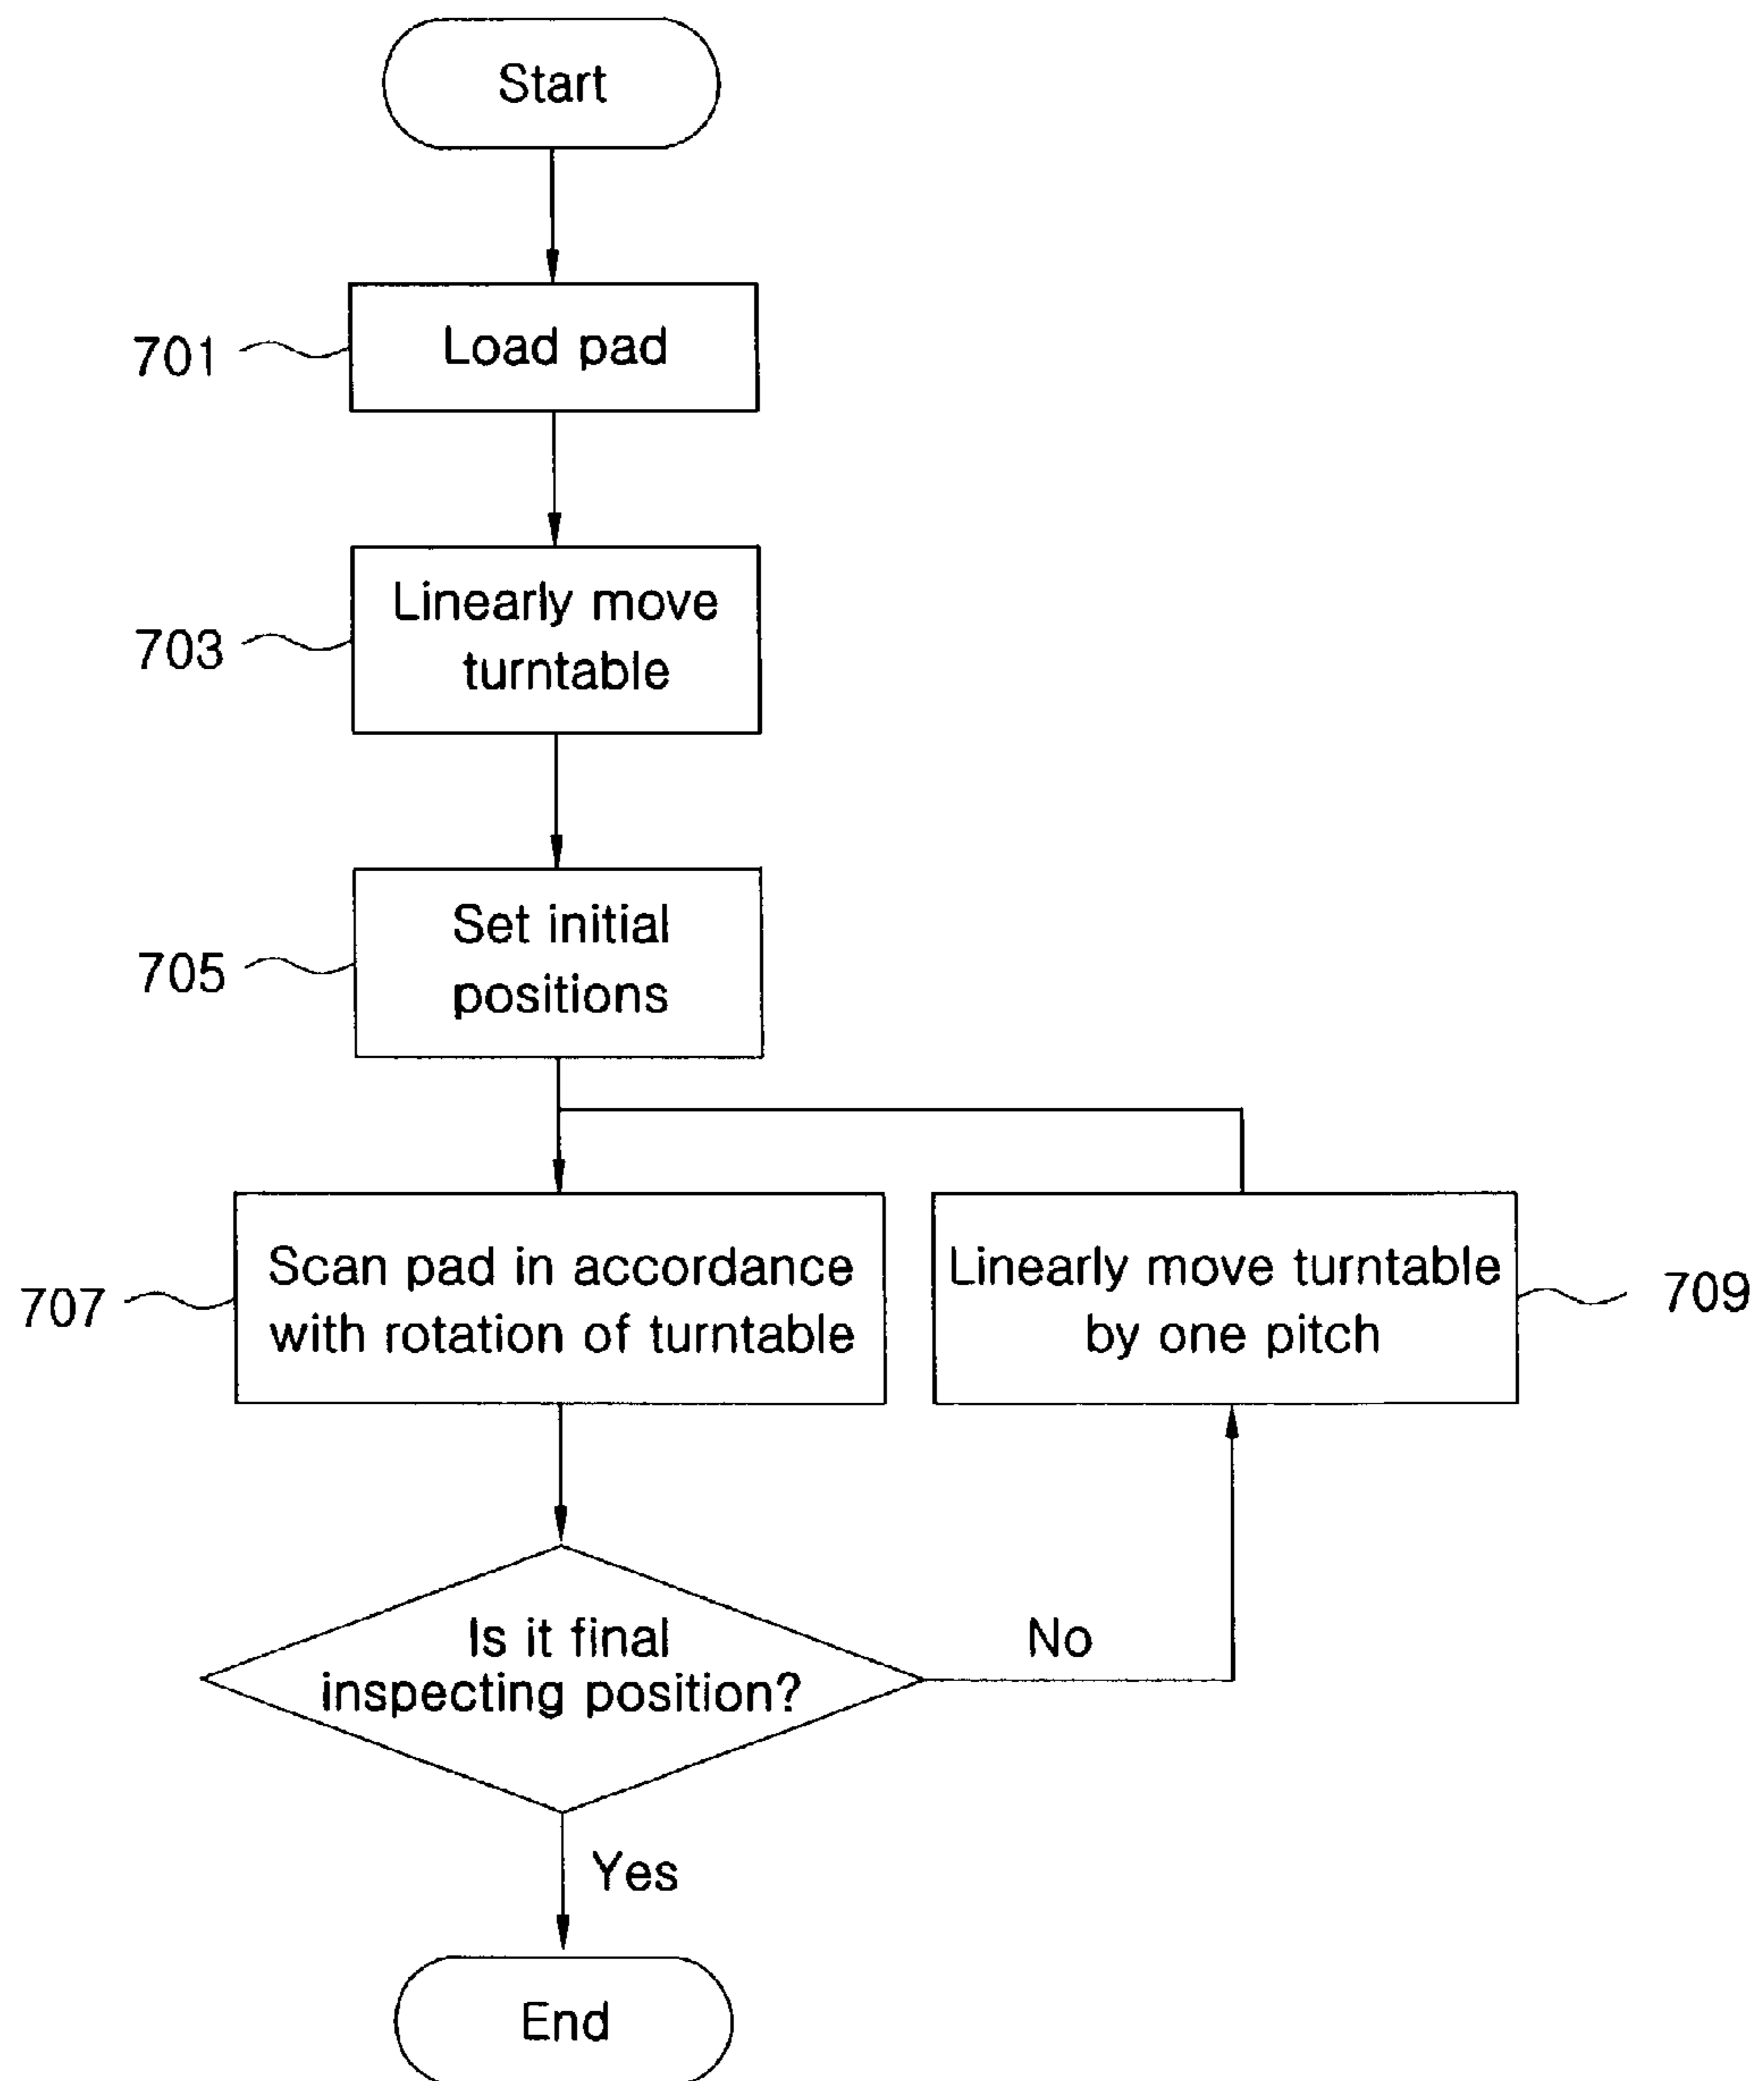 Start
701
Load pad
703
Linearly move
turntable
705
Set initial
positions
707
Scan pad in accordance
with rotation of turntable
Linearly move turntable
by one pitch
709
Is it final
inspecting position?
No
Yes
End